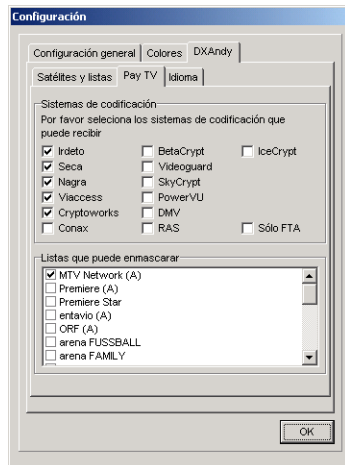 Configuración
Configuración general Colores DXAndy
Satélites y listas Pay TV Idioma
Sistemas de codificación
Por favor selecciona los sistemas de codificación que
puede recibir
Irdeto BetaCrypt IceCrypt
Seca Videoguard
Nagra SkyCrypt
Viaccess PowerVU
Cryptoworks DMV
Conax RAS Sólo FTA
Listas que puede enmascarar
MTV Network (A)
Premiere (A)
Premiere Star
entavio (A)
ORF (A)
arena FUSSBALL
arena FAMILY
OK